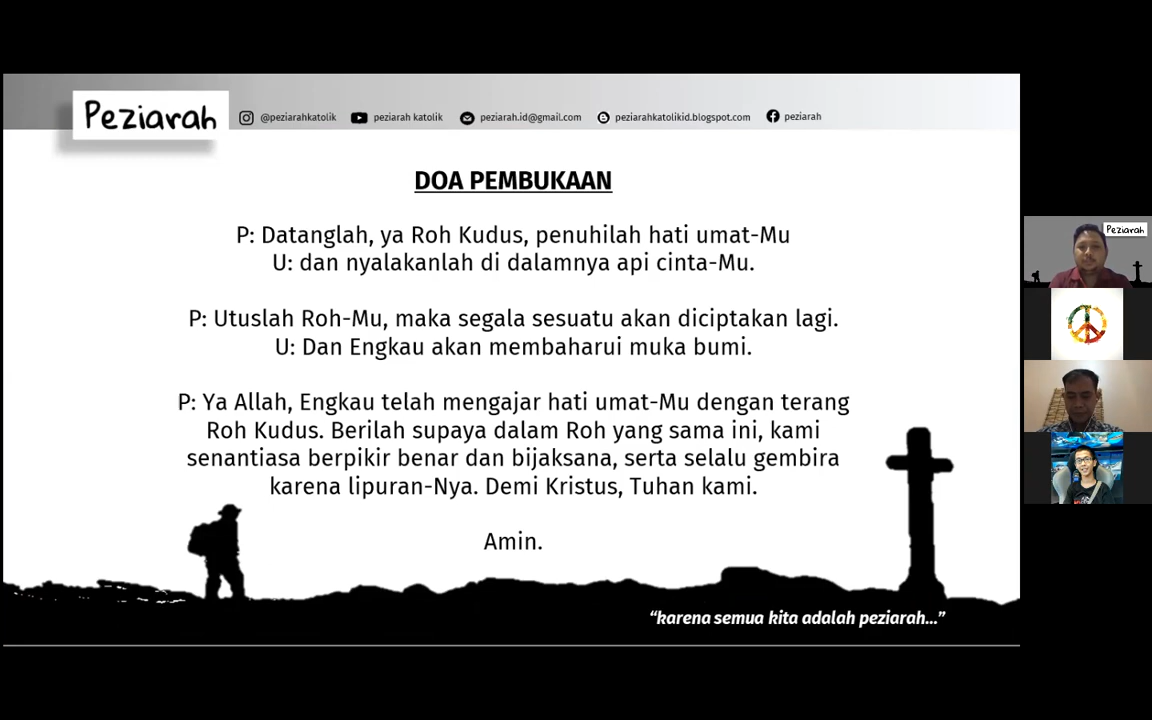 Peziarah
@peziarahkatolik peziarah katolik peziarah.id@gmail.com peziarahkatolikid.blogspot.com peziarah
DOA PEMBUKAAN
P: Datanglah, ya Roh Kudus, penuhilah hati umat-Mu
U: dan nyalakanlah di dalamnya api cinta-Mu.
P: Utuslah Roh-Mu, maka segala sesuatu akan diciptakan lagi.
U: Dan Engkau akan membaharui muka bumi.
P: Ya Allah, Engkau telah mengajar hati umat-Mu dengan terang
Roh Kudus. Berilah supaya dalam Roh yang sama ini, kami
senantiasa berpikir benar dan bijaksana, serta selalu gembira
karena lipuran-Nya. Demi Kristus, Tuhan kami.
Amin.
“karena semua kita adalah peziarah...”
Peziarah